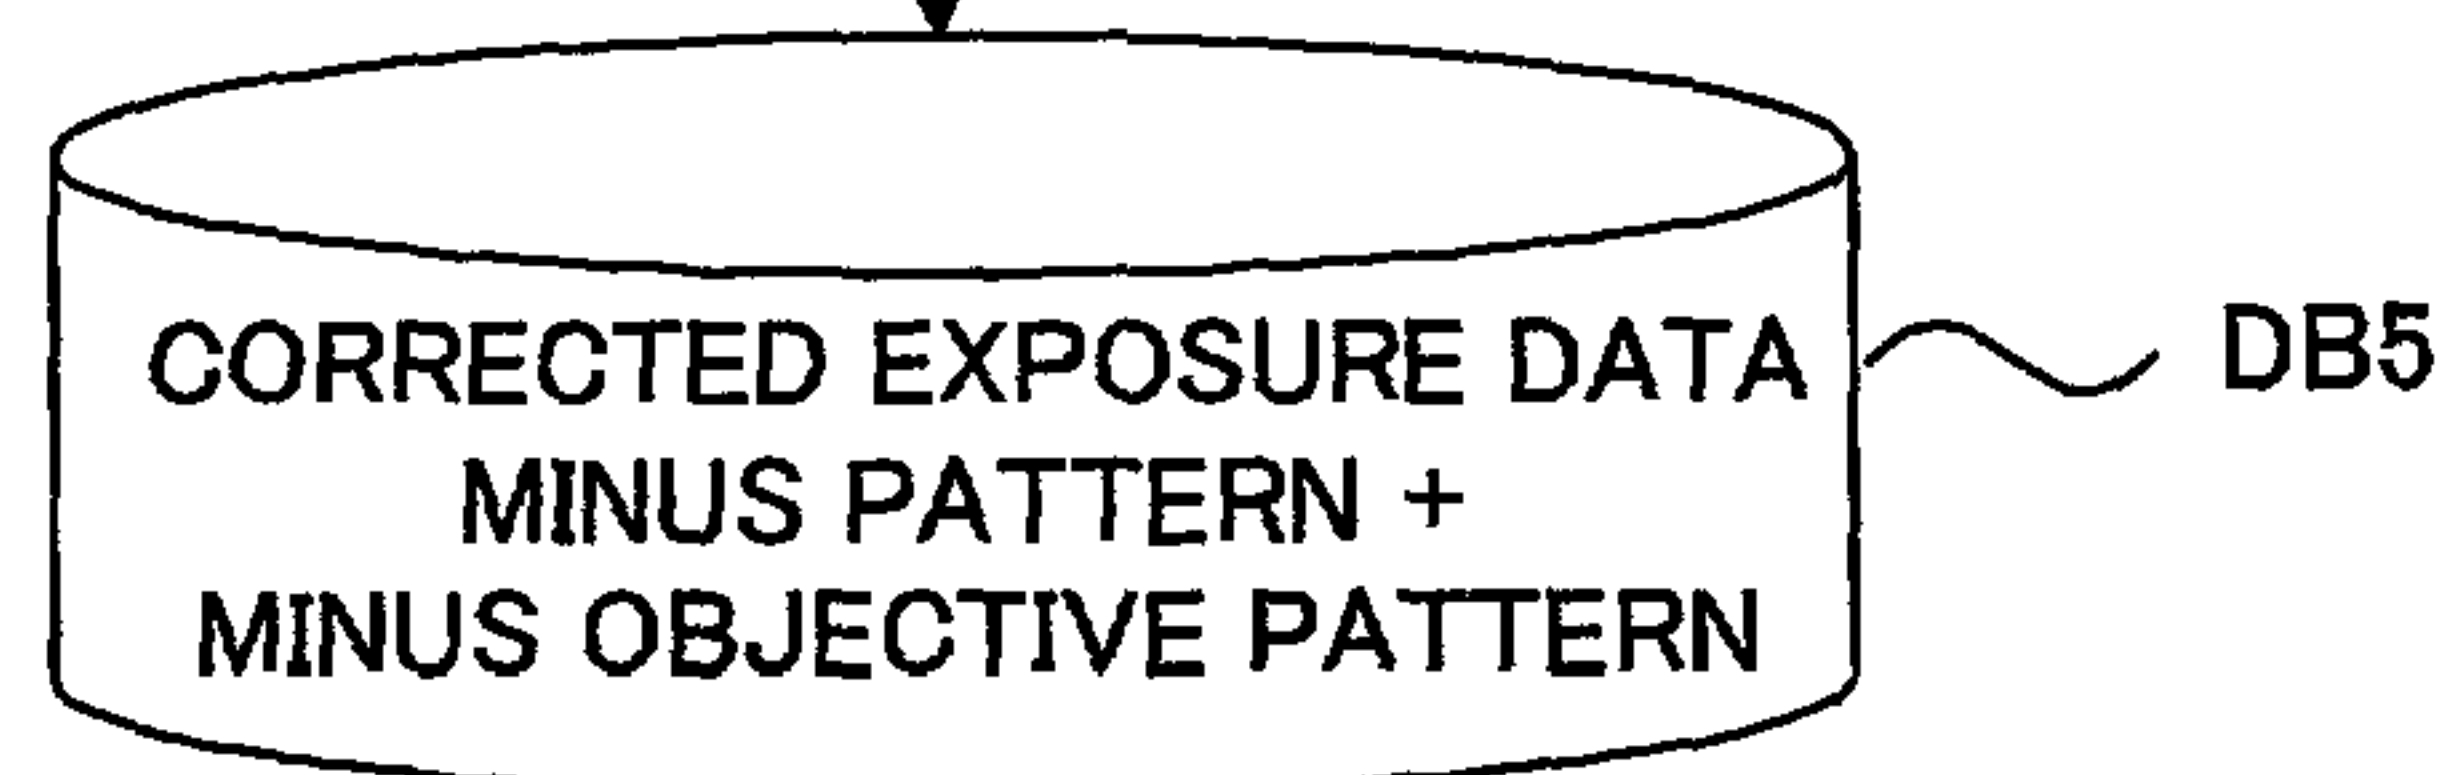 CORRECTED EXPOSURE DATA
MINUS PATTERN +
MINUS OBJECTIVE PATTERN
DB5